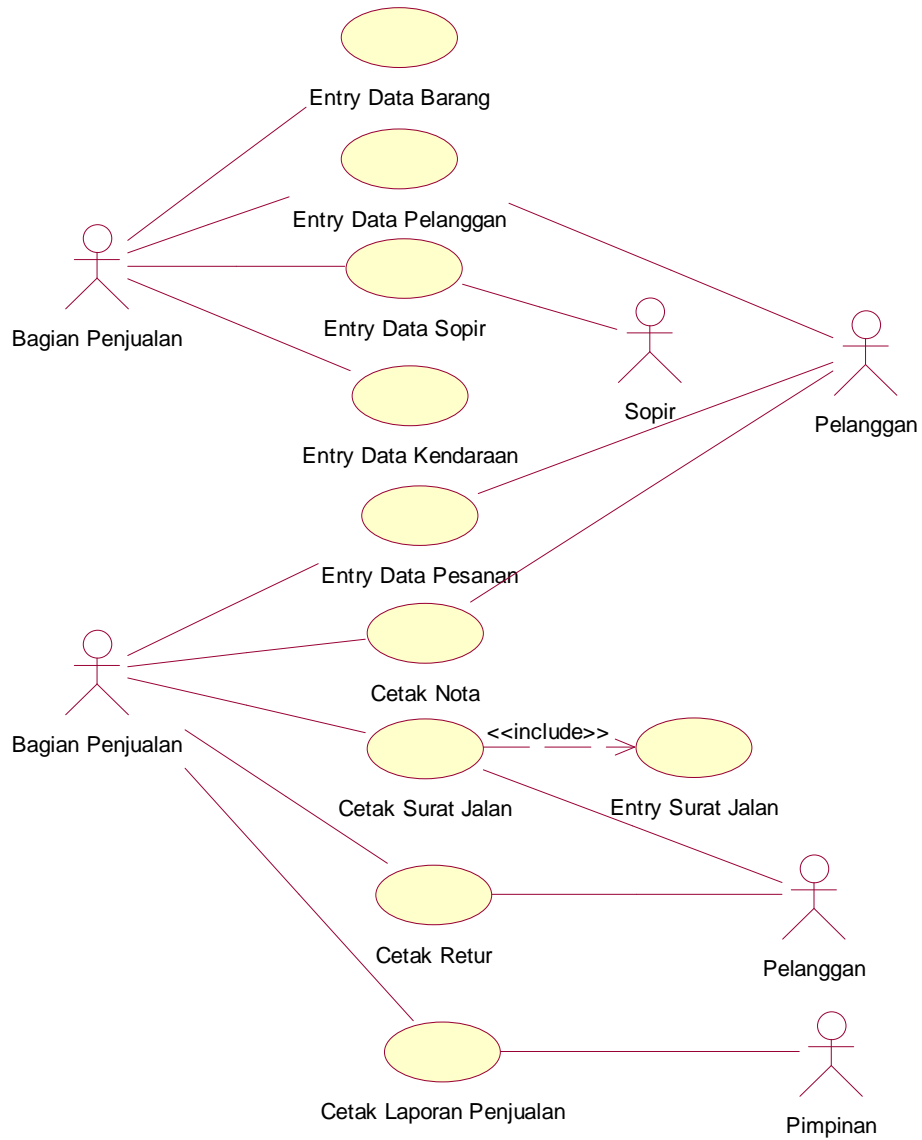 Entry Data Barang
Entry Data Pelanggan
Bagian Penjualan
Entry Data Sopir
Sopir
Pelanggan
Entry Data Kendaraan
Entry Data Pesanan
Cetak Nota
Bagian Penjualan
<<include>>
Cetak Surat Jalan
Entry Surat Jalan
Cetak Retur
Pelanggan
Cetak Laporan Penjualan
Pimpinan